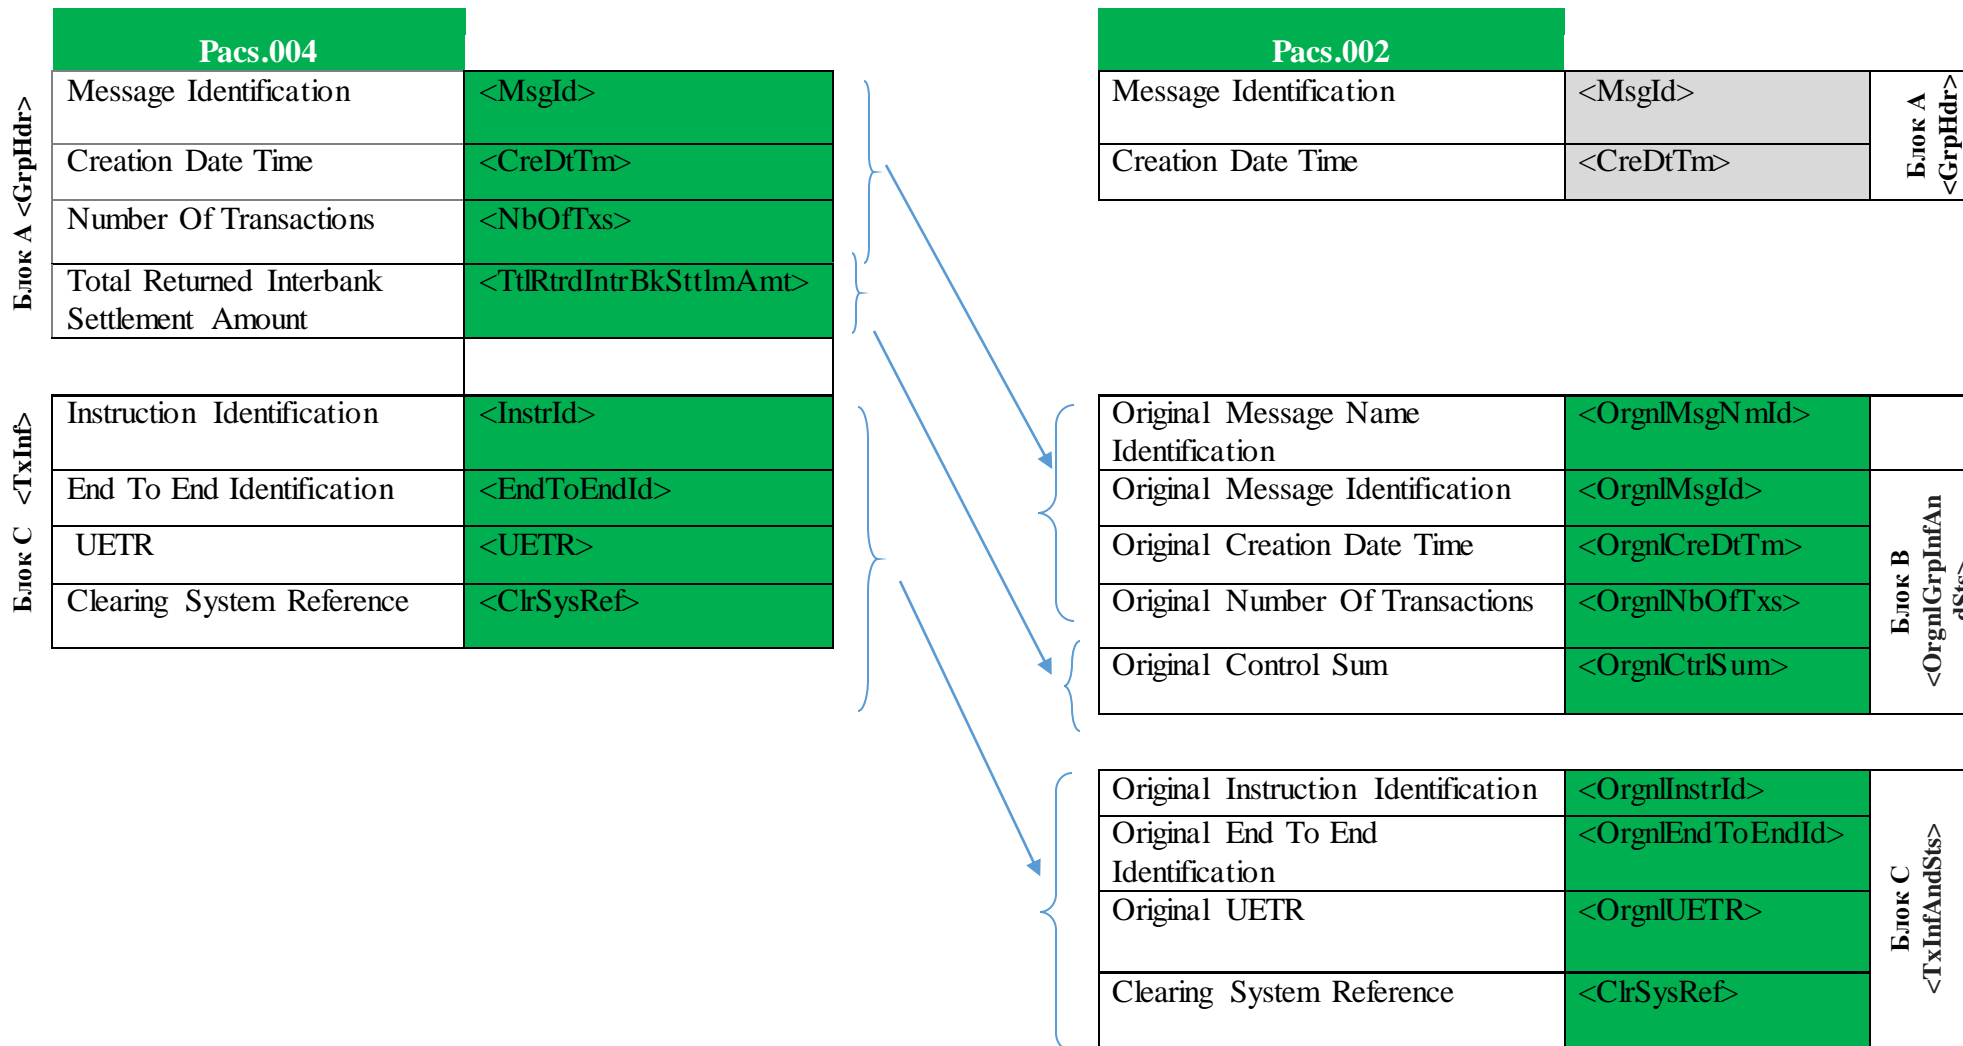 Pacs.004
Блок А <GrpHdr>
Message Identification <MsgId>
Creation Date Time <CreDtTm>
Number Of Transactions <NbOfTxs>
Total Returned Interbank <TtlRtrdIntrBkSttlmAmt>
Settlement Amount
Блок С <TxInf>
Instruction Identification <InstrId>
End To End Identification <EndToEndId>
UETR <UETR>
Clearing System Reference <ClrSysRef>
Pacs.002
Message Identification <MsgId>
Creation Date Time <CreDtTm>
Блок А
<GrpHdr>
Original Message Name <OrgnlMsgNmId>
Identification
Original Message Identification <OrgnlMsgId>
Original Creation Date Time <OrgnlCreDtTm>
Original Number Of Transactions <OrgnlNbOfTxs>
Original Control Sum <OrgnlCtrlSum>
Блок В
<OrgnlGrpInfAn
dSts>
Original Instruction Identification <OrgnlInstrId>
Original End To End <OrgnlEndToEndId>
Identification
Original UETR <OrgnlUETR>
Clearing System Reference <ClrSysRef>
Блок С
<TxInfAndSts>